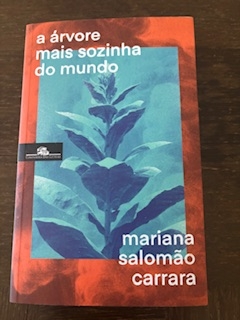 a árvore
mais sozinha
do mundo
mariana
salomão
carrara